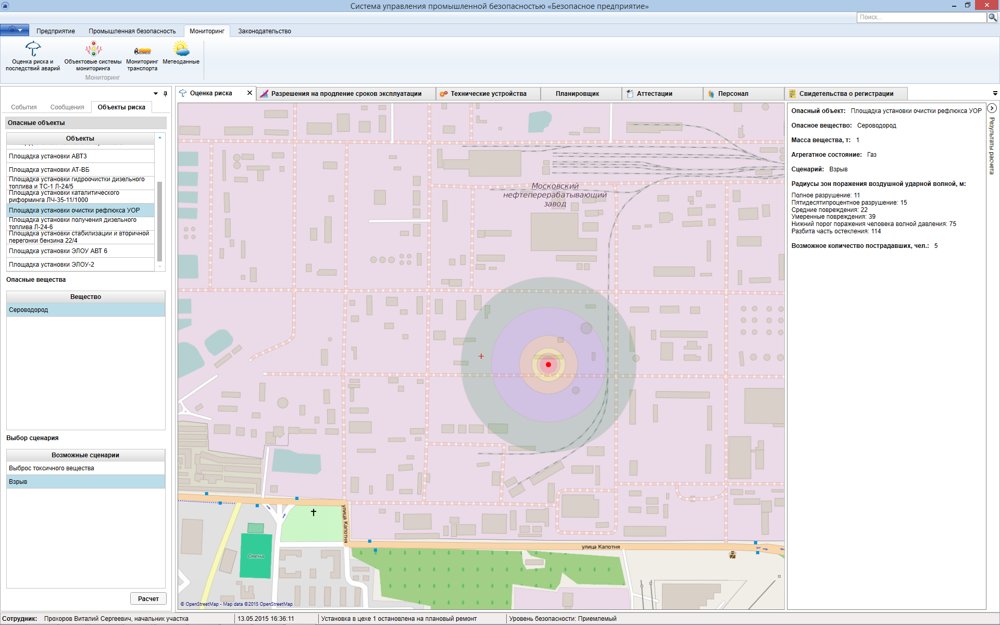 Система управления промышленной безопасностью «Безопасное предприятие»
Поиск...
Предприятие
Промышленная безопасность
Мониторинг
Законодательство
Оценка риска и
последствий аварий
Объектовые системы
мониторинга
Мониторинг
транспорта
Метеоданные
Мониторинг
События
Сообщения
Объекты риска
Опасные объекты
Объекты
Площадка установки АВТ3
Площадка установки АТ-ВБ
Площадка установки гидроочистки дизельного
топлива и ТС-1 Л-24/5
Площадка установки каталитического
риформинга ЛЧ-35-11/1000
Площадка установки очистки рефлюкса УОР
Площадка установки получения дизельного
топлива Л-24-6
Площадка установки стабилизации и вторичной
перегонки бензина 22/4
Площадка установки ЭЛОУ АВТ 6
Площадка установки ЭЛОУ-2
Опасные вещества
Вещество
Сероводород
Выбор сценария
Возможные сценарии
Выброс токсичного вещества
Взрыв
Расчет
Оценка риска
Разрешения на продление сроков эксплуатации
Технические устройства
Планировщик
Аттестации
Персонал
Свидетельства о регистрации
Московский
нефтеперерабатывающий
завод
улица Капотня
улица Капотня
Смена
© OpenStreetMap - Map data ©2015 OpenStreetMap
Опасный объект: Площадка установки очистки рефлюкса УОР
Опасное вещество: Сероводород
Масса вещества, т: 1
Агрегатное состояние: Газ
Сценарий: Взрыв
Радиусы зон поражения воздушной ударной волной, м:
Полное разрушение: 11
Пятидесятипроцентное разрушение: 15
Средние повреждения: 22
Умеренные повреждения: 39
Нижний порог поражения человека волной давления: 75
Разбита часть остекления: 114
Возможное количество пострадавших, чел.: 5
Результаты расчета
Сотрудник: Прохоров Виталий Сергеевич, начальник участка
13.05.2015 16:36:11
Установка в цехе 1 остановлена на плановый ремонт
Уровень безопасности: Приемлемый